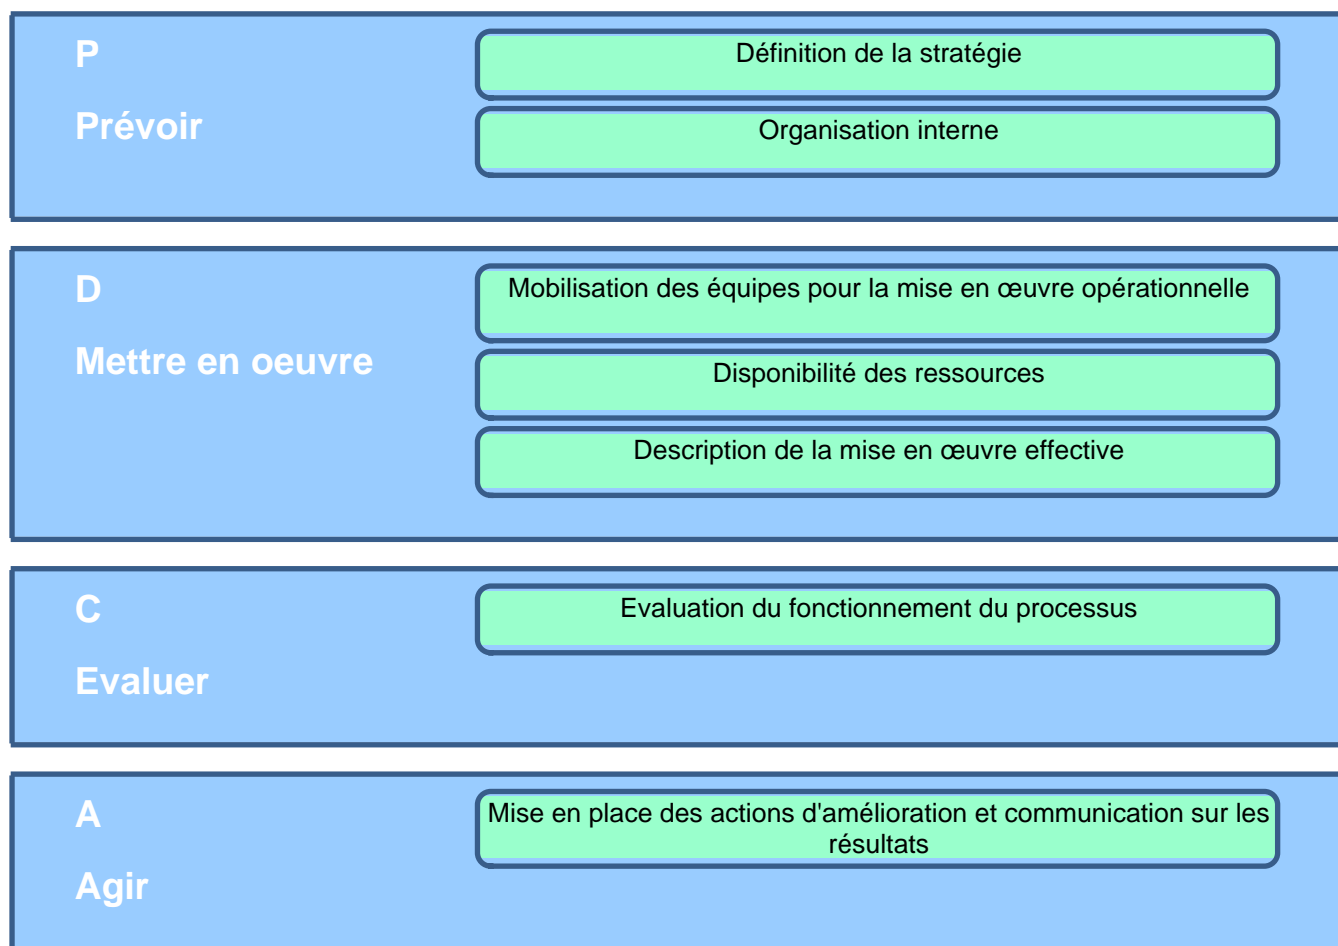 P
Prévoir
Définition de la stratégie
Organisation interne
D
Mettre en oeuvre
Mobilisation des équipes pour la mise en œuvre opérationnelle
Disponibilité des ressources
Description de la mise en œuvre effective
C
Evaluer
Evaluation du fonctionnement du processus
A
Agir
Mise en place des actions d'amélioration et communication sur les
résultats